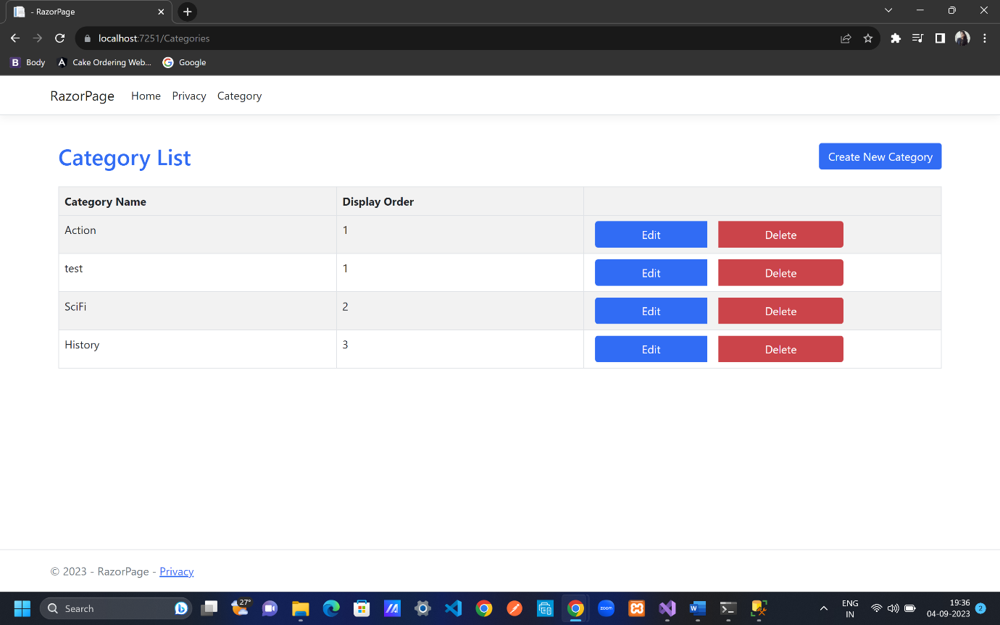 - RazorPage
localhost:7251/Categories
B Body
Cake Ordering Web...
Google
RazorPage Home Privacy Category
Category List
Create New Category
Category Name Display Order
Action 1 Edit Delete
test 1 Edit Delete
SciFi 2 Edit Delete
History 3 Edit Delete
© 2023 - RazorPage - Privacy
Search
27°
zoom
ENG
IN
19:36
04-09-2023
2